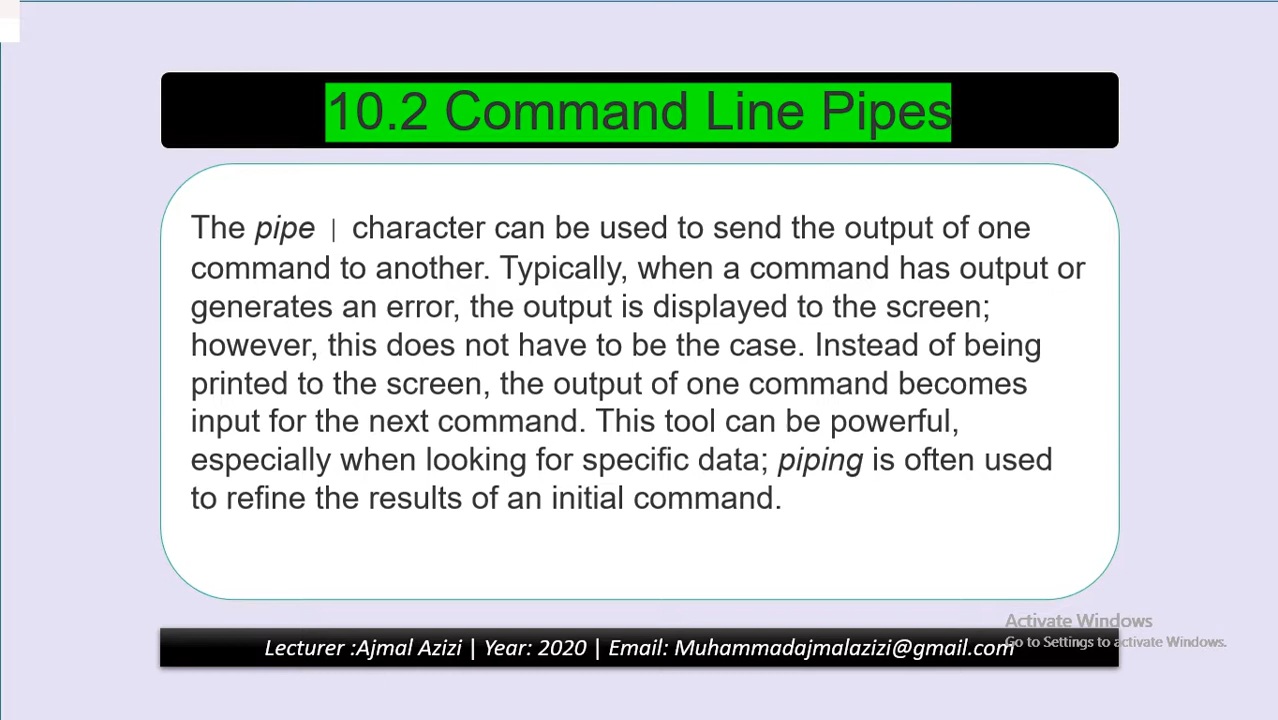 10.2 Command Line Pipes
The pipe | character can be used to send the output of one
command to another. Typically, when a command has output or
generates an error, the output is displayed to the screen;
however, this does not have to be the case. Instead of being
printed to the screen, the output of one command becomes
input for the next command. This tool can be powerful,
especially when looking for specific data; piping is often used
to refine the results of an initial command.
Activate Windows
Go to Settings to activate Windows.
Lecturer :Ajmal Azizi | Year: 2020 | Email: Muhammadajmalazizi@gmail.com